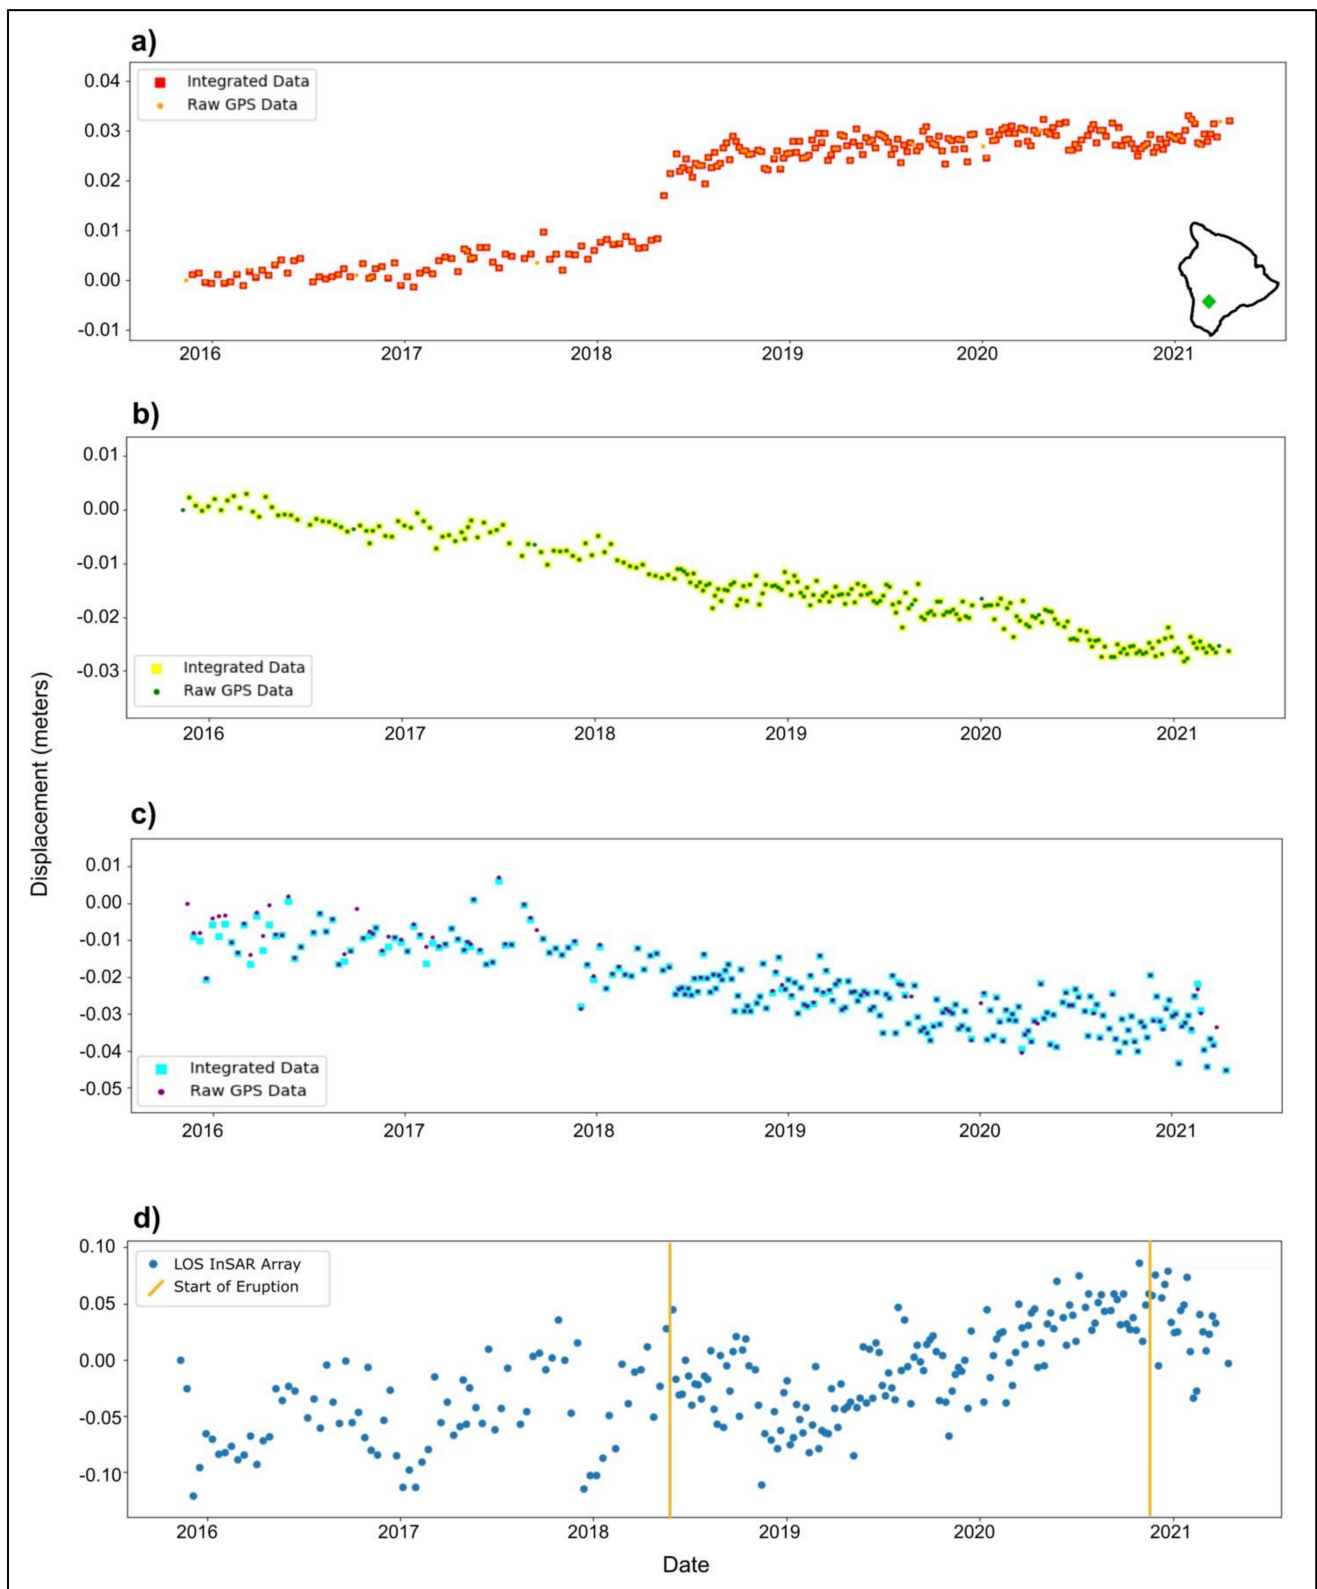 a)
Integrated Data
Raw GPS Data
0.04
0.03
0.02
0.01
0.00
-0.01
2016 2017 2018 2019 2020 2021
b)
0.01
0.00
-0.01
-0.02
-0.03
Integrated Data
Raw GPS Data
2016 2017 2018 2019 2020 2021
Displacement (meters)
c)
0.01
0.00
-0.01
-0.02
-0.03
-0.04
-0.05
Integrated Data
Raw GPS Data
2016 2017 2018 2019 2020 2021
d)
0.10
0.05
0.00
-0.05
-0.10
LOS InSAR Array
Start of Eruption
2016 2017 2018 2019 2020 2021
Date